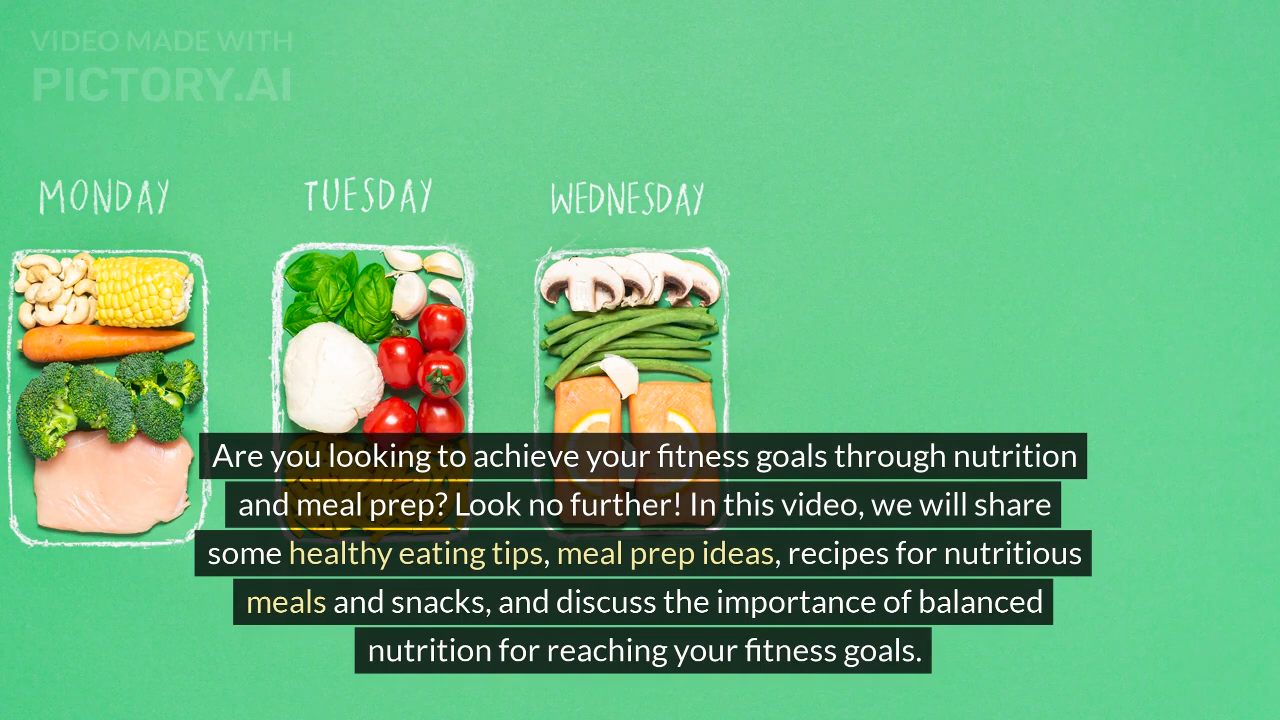 VIDEO MADE WITH
PICTORY.AI
MONDAY
TUESDAY
WEDNESDAY
Are you looking to achieve your fitness goals through nutrition
and meal prep? Look no further! In this video, we will share
some healthy eating tips, meal prep ideas, recipes for nutritious
meals and snacks, and discuss the importance of balanced
nutrition for reaching your fitness goals.